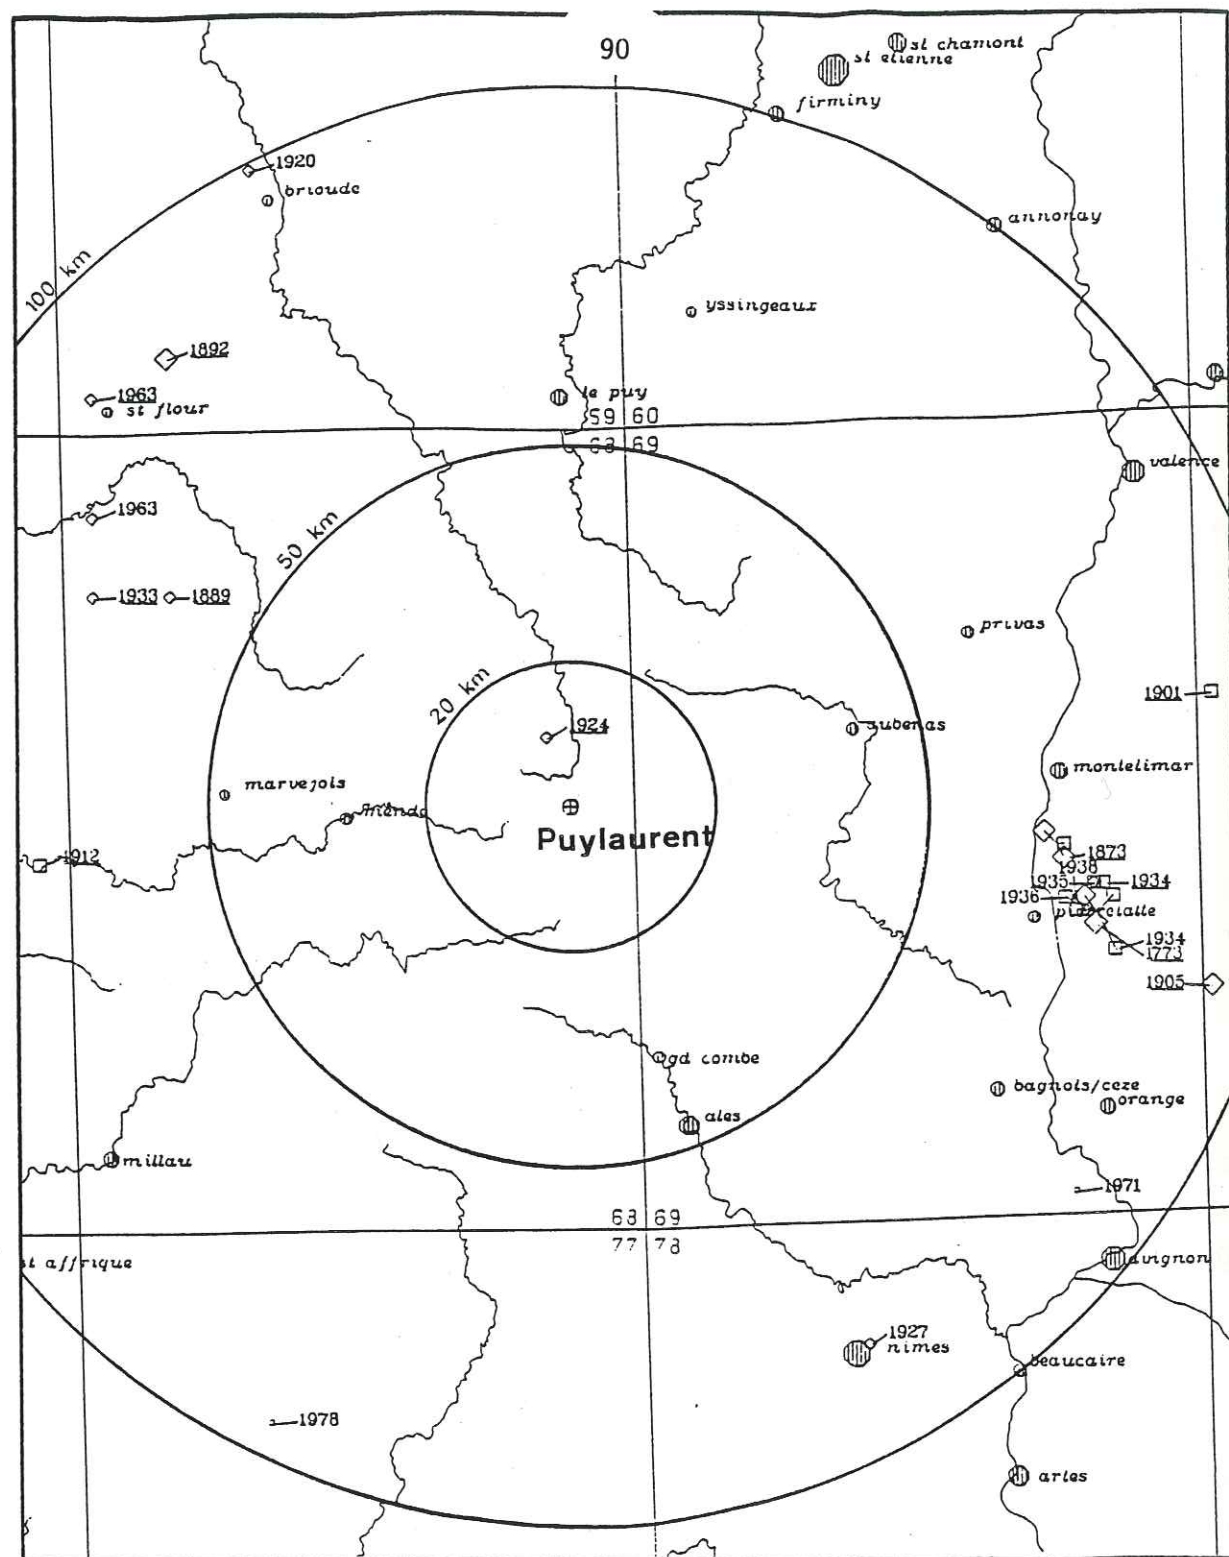 90
st chamont
st etienne
firminy
1920
brioude
annonay
100 km
yssingeaux
1892
1963
st flour
le puy
59 60
68 69
valence
1963
50 km
1933
1889
privas
20 km
1901
1924
aubenas
montelimar
marvejols
mende
Puylaurent
1912
1873
1938
1935
1934
1936
1934
1773
1905
gd combe
bagnols/ceze
orange
ales
millau
1971
68 69
77 78
st affrique
avignon
1927
nimes
beaucaire
1978
arles